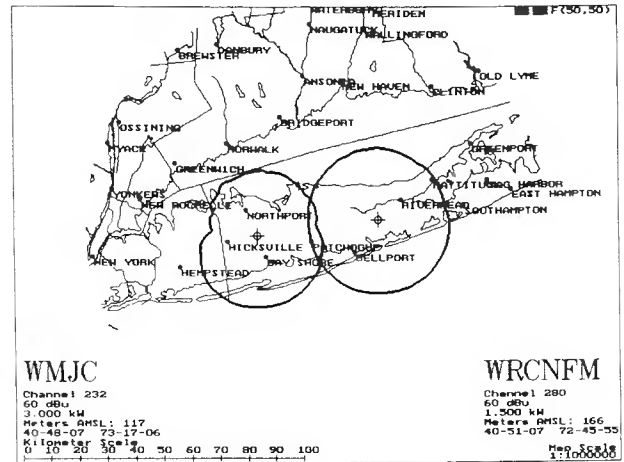 WATERBURY
MERIDEN
F(50,50)
NAUGATUCK
WALLINGFORD
DANBURY
BREWSTER
OLD LYME
ANSONIA
NEW HAVEN
CLINTON
BRIDGEPORT
OSSINING
NYACK
NORWALK
GREENPORT
GREENWICH
MATTITUCK
SAG HARBOR
YONKERS
EAST HAMPTON
NEW ROCHELLE
RIVERHEAD
NORTHPORT
SOUTHAMPTON
HICKSVILLE
PATCHOGUE
NEW YORK
BAY SHORE
BELLPORT
HEMPSTEAD
WMJC
Channel 232
60 dBu
3.000 kW
Meters AMSL: 117
40-48-07 73-17-06
Kilometer Scale
0 10 20 30 40 50 60 70 80 90 100
WRCNFM
Channel 280
60 dBu
1.500 kW
Meters AMSL: 166
40-51-07 72-45-55
Map Scale
1:1000000